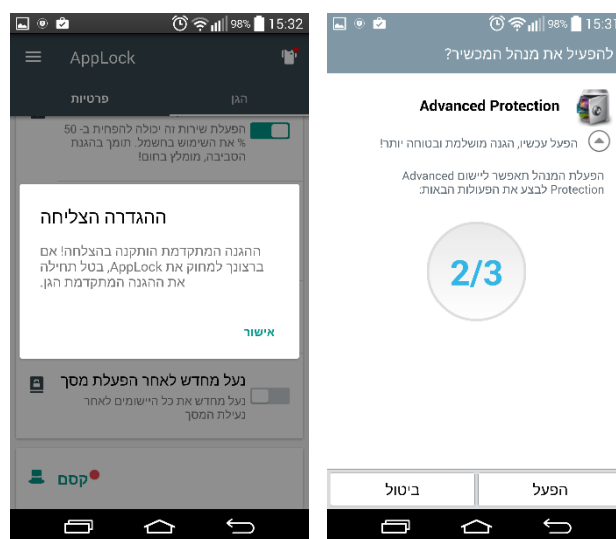 98% 15:32
AppLock
הגן
פרטיות
הפעלת שירות זה יכולה להפחית ב- 50
% את השימוש בחשמל. תומך בהגנת
הסביבה, מומלץ בחום!
ההגדרה הצליחה
ההגנה המתקדמת הותקנה בהצלחה! אם
ברצונך למחוק את AppLock, בטל תחילה
את ההגנה המתקדמת הגן.
אישור
נעל מחדש לאחר הפעלת מסך
נעל מחדש את כל היישומים לאחר
נעילת המסך
קסם
98% 15:31
להפעיל את מנהל המכשיר?
Advanced Protection
הפעל עכשיו, הגנה מושלמת ובטוחה יותר!
הפעלת המנהל תאפשר ליישום Advanced
Protection לבצע את הפעולות הבאות:
2/3
הפעל
ביטול